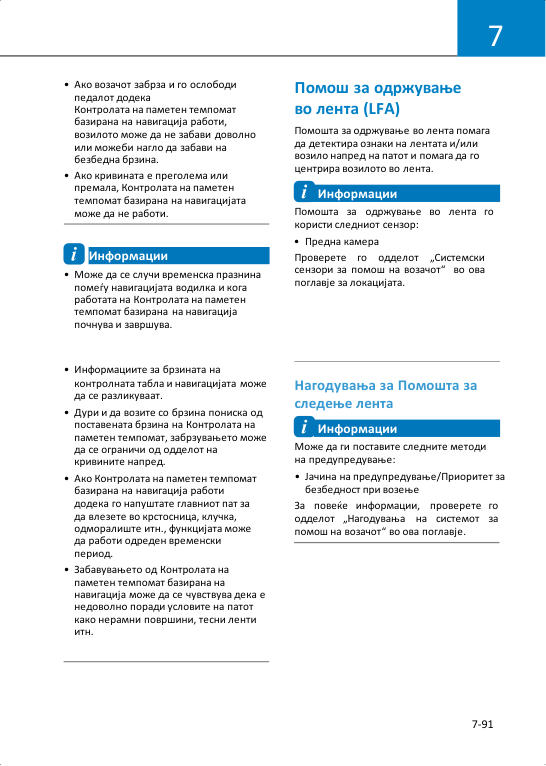 7
• Ако возачот забрза и го ослободи
педалот додека
Контролата на паметен темпомат
базирана на навигација работи,
возилото може да не забави доволно
или можеби нагло да забави на
безбедна брзина.
• Ако кривината е преголема или
премала, Контролата на паметен
темпомат базирана на навигацијата
може да не работи.
i Информации
• Може да се случи временска празнина
помеѓу навигацијата водилка и кога
работата на Контролата на паметен
темпомат базирана на навигација
почнува и завршува.
• Информациите за брзината на
контролната табла и навигацијата може
да се разликуваат.
• Дури и да возите со брзина пониска од
поставената брзина на Контролата на
паметен темпомат, забрзувањето може
да се ограничи од одделот на
кривините напред.
• Ако Контролата на паметен темпомат
базирана на навигација работи
додека го напуштате главниот пат за
да влезете во крстосница, клучка,
одморалиште итн., функцијата може
да работи одреден временски
период.
• Забавувањето од Контролата на
паметен темпомат базирана на
навигација може да се чувствува дека е
недоволно поради условите на патот
како нерамни површини, тесни ленти
итн.
Помош за одржување
во лента (LFA)
Помошта за одржување во лента помага
да детектира ознаки на лентата и/или
возило напред на патот и помага да го
центрира возилото во лента.
i Информации
Помошта за одржување во лента го
користи следниот сензор:
• Предна камера
Проверете го одделот „Системски
сензори за помош на возачот“ во ова
поглавје за локацијата.
Нагодувања за Помошта за
следење лента
i Информации
Може да ги поставите следните методи
на предупредување:
• Јачина на предупредување/Приоритет за
безбедност при возење
За повеќе информации, проверете го
одделот „Нагодувања на системот за
помош на возачот“ во ова поглавје.
7-91